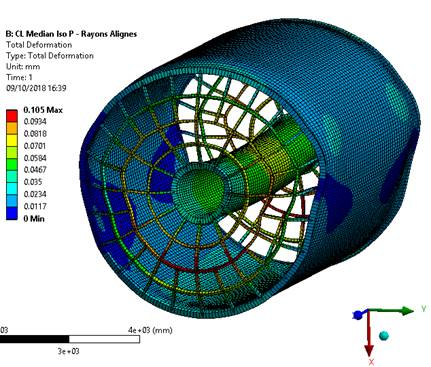 B: CL Median Iso P - Rayons Alignes
Total Deformation
Type: Total Deformation
Unit: mm
Time: 1
09/10/2018 16:39
0.105 Max
0.0934
0.0818
0.0701
0.0584
0.0467
0.035
0.0234
0.0117
0 Min
03
4e+03 (mm)
3e+03
Y
X